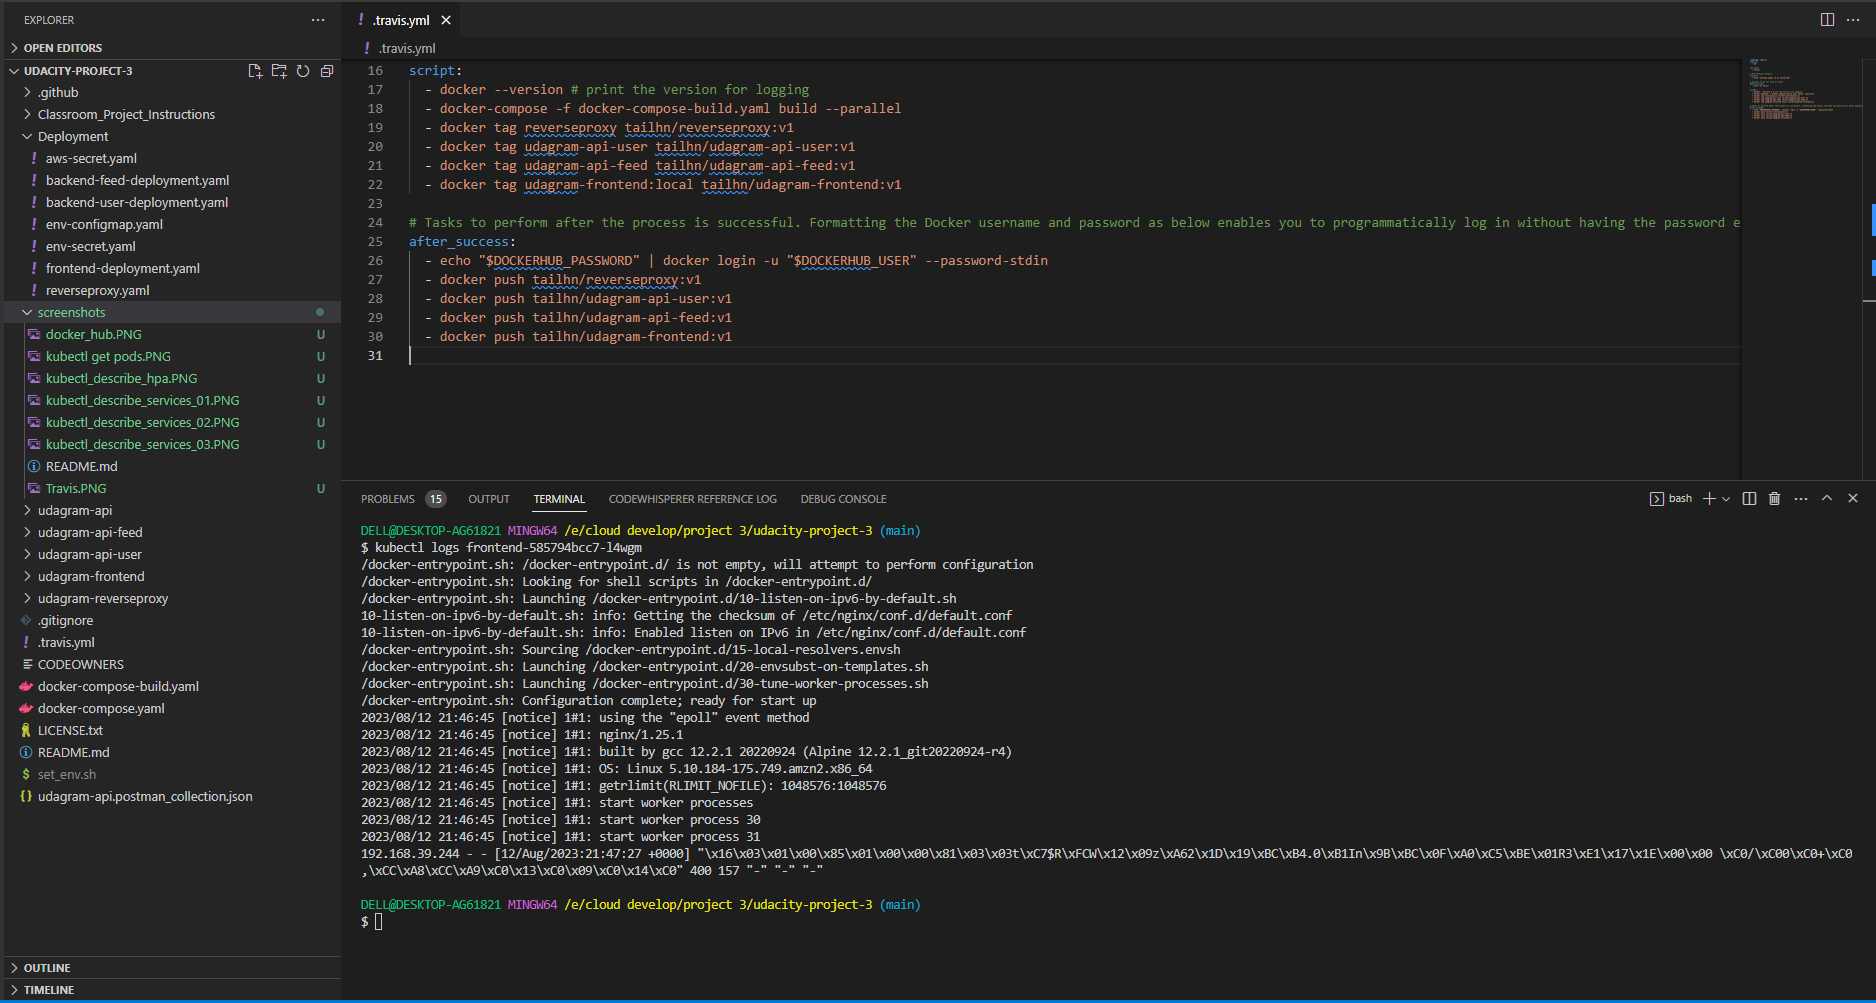 EXPLORER
OPEN EDITORS
UDACITY-PROJECT-3
.github
Classroom_Project_Instructions
Deployment
! aws-secret.yaml
! backend-feed-deployment.yaml
! backend-user-deployment.yaml
! env-configmap.yaml
! env-secret.yaml
! frontend-deployment.yaml
! reverseproxy.yaml
screenshots
docker_hub.PNG U
kubectl get pods.PNG U
kubectl_describe_hpa.PNG U
kubectl_describe_services_01.PNG U
kubectl_describe_services_02.PNG U
kubectl_describe_services_03.PNG U
README.md
Travis.PNG U
udagram-api
udagram-api-feed
udagram-api-user
udagram-frontend
udagram-reverseproxy
.gitignore
! .travis.yml
CODEOWNERS
docker-compose-build.yaml
docker-compose.yaml
LICENSE.txt
README.md
$ set_env.sh
{} udagram-api.postman_collection.json
OUTLINE
TIMELINE
! .travis.yml
! .travis.yml
16 script:
17 - docker --version # print the version for logging
18 - docker-compose -f docker-compose-build.yaml build --parallel
19 - docker tag reverseproxy tailhn/reverseproxy:v1
20 - docker tag udagram-api-user tailhn/udagram-api-user:v1
21 - docker tag udagram-api-feed tailhn/udagram-api-feed:v1
22 - docker tag udagram-frontend:local tailhn/udagram-frontend:v1
23
24 # Tasks to perform after the process is successful. Formatting the Docker username and password as below enables you to programmatically log in without having the password e
25 after_success:
26 - echo "$DOCKERHUB_PASSWORD" | docker login -u "$DOCKERHUB_USER" --password-stdin
27 - docker push tailhn/reverseproxy:v1
28 - docker push tailhn/udagram-api-user:v1
29 - docker push tailhn/udagram-api-feed:v1
30 - docker push tailhn/udagram-frontend:v1
31
PROBLEMS 15 OUTPUT TERMINAL CODEWHISPERER REFERENCE LOG DEBUG CONSOLE bash
DELL@DESKTOP-AG61821 MINGW64 /e/cloud develop/project 3/udacity-project-3 (main)
$ kubectl logs frontend-585794bcc7-l4wgm
/docker-entrypoint.sh: /docker-entrypoint.d/ is not empty, will attempt to perform configuration
/docker-entrypoint.sh: Looking for shell scripts in /docker-entrypoint.d/
/docker-entrypoint.sh: Launching /docker-entrypoint.d/10-listen-on-ipv6-by-default.sh
10-listen-on-ipv6-by-default.sh: info: Getting the checksum of /etc/nginx/conf.d/default.conf
10-listen-on-ipv6-by-default.sh: info: Enabled listen on IPv6 in /etc/nginx/conf.d/default.conf
/docker-entrypoint.sh: Sourcing /docker-entrypoint.d/15-local-resolvers.envsh
/docker-entrypoint.sh: Launching /docker-entrypoint.d/20-envsubst-on-templates.sh
/docker-entrypoint.sh: Launching /docker-entrypoint.d/30-tune-worker-processes.sh
/docker-entrypoint.sh: Configuration complete; ready for start up
2023/08/12 21:46:45 [notice] 1#1: using the "epoll" event method
2023/08/12 21:46:45 [notice] 1#1: nginx/1.25.1
2023/08/12 21:46:45 [notice] 1#1: built by gcc 12.2.1 20220924 (Alpine 12.2.1_git20220924-r4)
2023/08/12 21:46:45 [notice] 1#1: OS: Linux 5.10.184-175.749.amzn2.x86_64
2023/08/12 21:46:45 [notice] 1#1: getrlimit(RLIMIT_NOFILE): 1048576:1048576
2023/08/12 21:46:45 [notice] 1#1: start worker processes
2023/08/12 21:46:45 [notice] 1#1: start worker process 30
2023/08/12 21:46:45 [notice] 1#1: start worker process 31
192.168.39.244 - - [12/Aug/2023:21:47:27 +0000] "\x16\x03\x01\x00\x85\x01\x00\x00\x81\x03\x03t\xC7$R\xFCW\x12\x09z\xA62\x1D\x19\xBC\xB4.0\xB1In\x9B\xBC\x0F\xA0\xC5\xBE\x01R3\xE1\x17\x1E\x00\x00 \xC0/\xC00\xC0+\xC0
,\xCC\xA8\xCC\xA9\xC0\x13\xC0\x09\xC0\x14\xC0" 400 157 "-" "-" "-"
DELL@DESKTOP-AG61821 MINGW64 /e/cloud develop/project 3/udacity-project-3 (main)
$